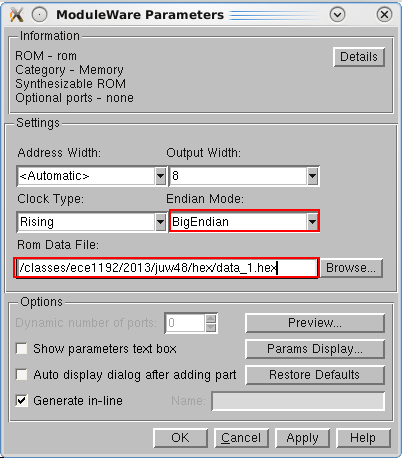 ModuleWare Parameters
Information
ROM - rom
Category - Memory
Synthesizable ROM
Optional ports - none
Details
Settings
Address Width: Output Width:
<Automatic> 8
Clock Type: Endian Mode:
Rising BigEndian
Rom Data File:
/classes/ece1192/2013/juw48/hex/data_1.hex Browse...
Options
Dynamic number of ports: 0 Preview...
Show parameters text box Params Display...
Auto display dialog after adding part Restore Defaults
Generate in-line Name:
OK Cancel Apply Help